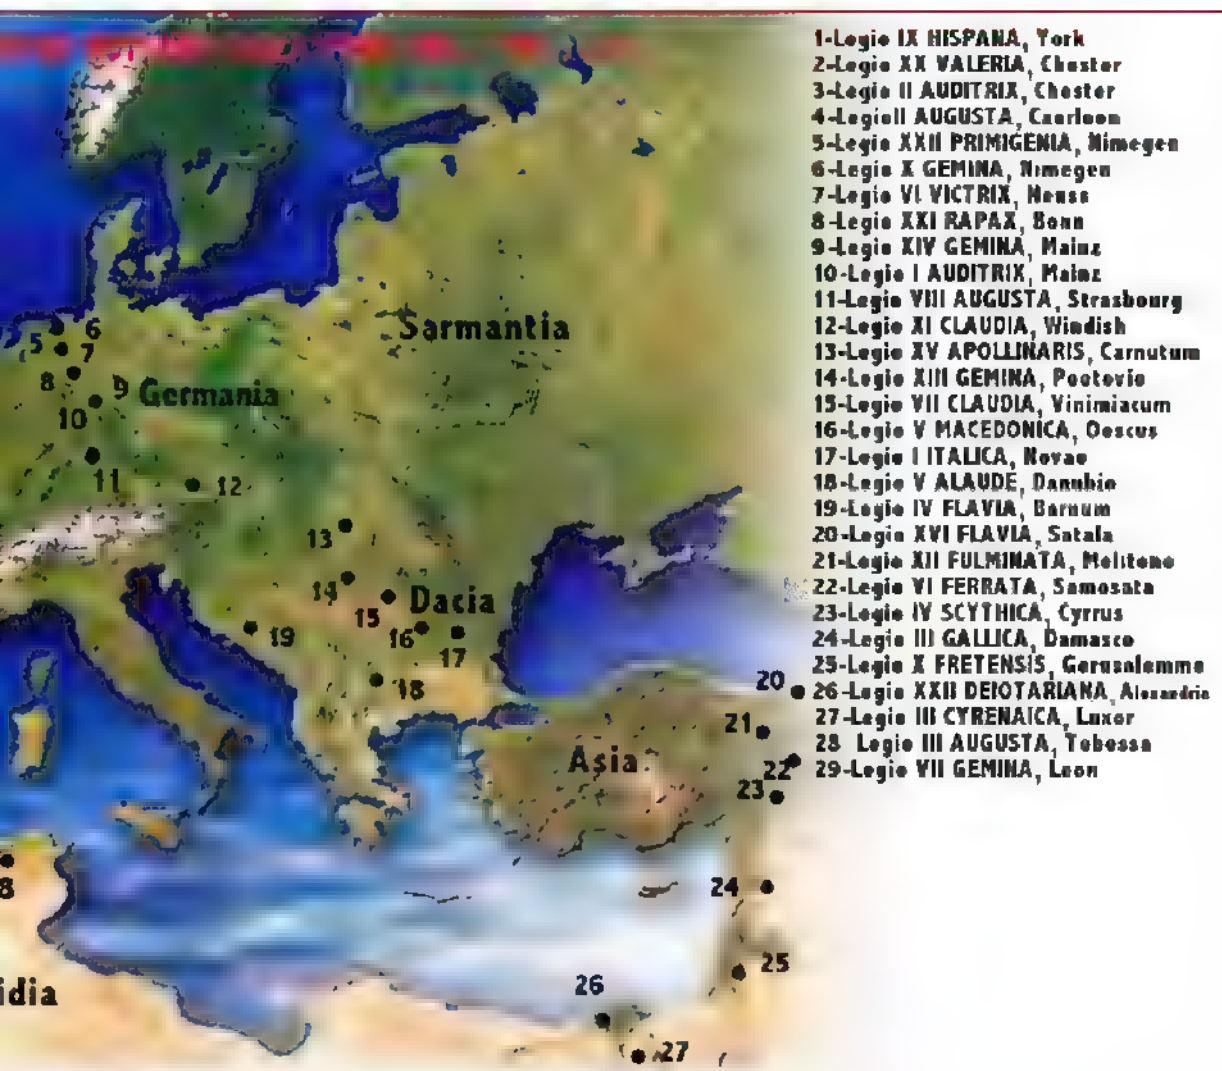 1-Legio IX HISPANA, York
2-Legio XX VALERIA, Chester
3-Legio II AUDITRIX, Chester
4-LegioII AUGUSTA, Caerleon
5-Legio XXII PRIMIGENIA, Nimegen
6-Legio X GEMINA, Nimegen
7-Legio VI VICTRIX, Neuss
8-Legio XXI RAPAX, Bonn
9-Legio XIV GEMINA, Mainz
10-Legio I AUDITRIX, Mainz
11-Legio VIII AUGUSTA, Strasbourg
12-Legio XI CLAUDIA, Windish
13-Legio XV APOLLINARIS, Carnutum
14-Legio XIII GEMINA, Poetovio
15-Legio VII CLAUDIA, Vinimiacum
16-Legio V MACEDONICA, Oescus
17-Legio I ITALICA, Novae
18-Legio V ALAUDE, Danubio
19-Legio IV FLAVIA, Barnum
20-Legio XVI FLAVIA, Satala
21-Legio XII FULMINATA, Melitene
22-Legio VI FERRATA, Samosata
23-Legio IV SCYTHICA, Cyrrus
24-Legio III GALLICA, Damasco
25-Legio X FRETENSIS, Gerusalemme
26-Legio XXII DEIOTARIANA, Alexandria
27-Legio III CYRENAICA, Luxor
28 Legio III AUGUSTA, Tebessa
29-Legio VII GEMINA, Leon
Sarmantia
6
5
7
8
9
Germania
10
11
12
13
14
15
Dacia
16
17
19
18
20
21
Asia
22
23
8
24
25
26
idia
27